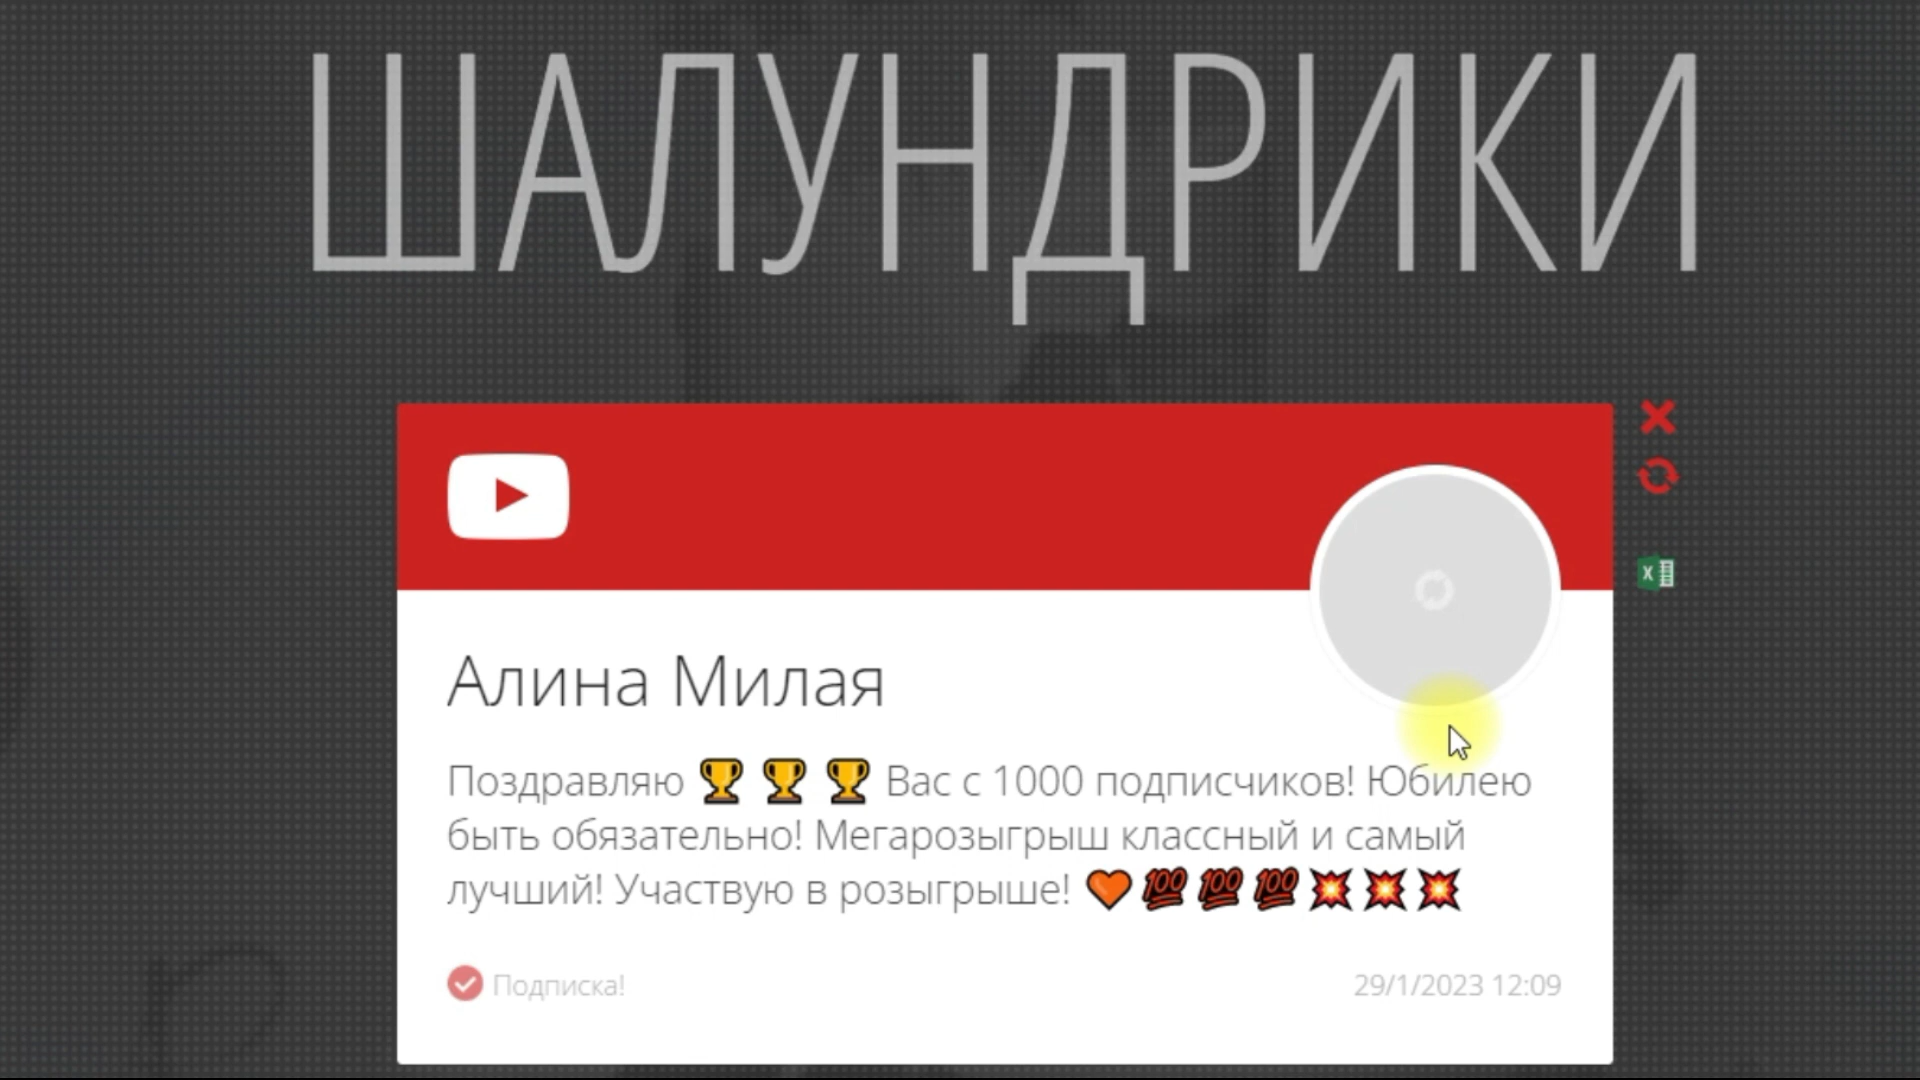 ШАЛУНДРИКИ
Алина Милая
Поздравляю 🏆 🏆 🏆 Вас с 1000 подписчиков! Юбилею
быть обязательно! Мегарозыгрыш классный и самый
лучший! Участвую в розыгрыше! 🧡💯💯💯💥💥💥
Подписка!
29/1/2023 12:09